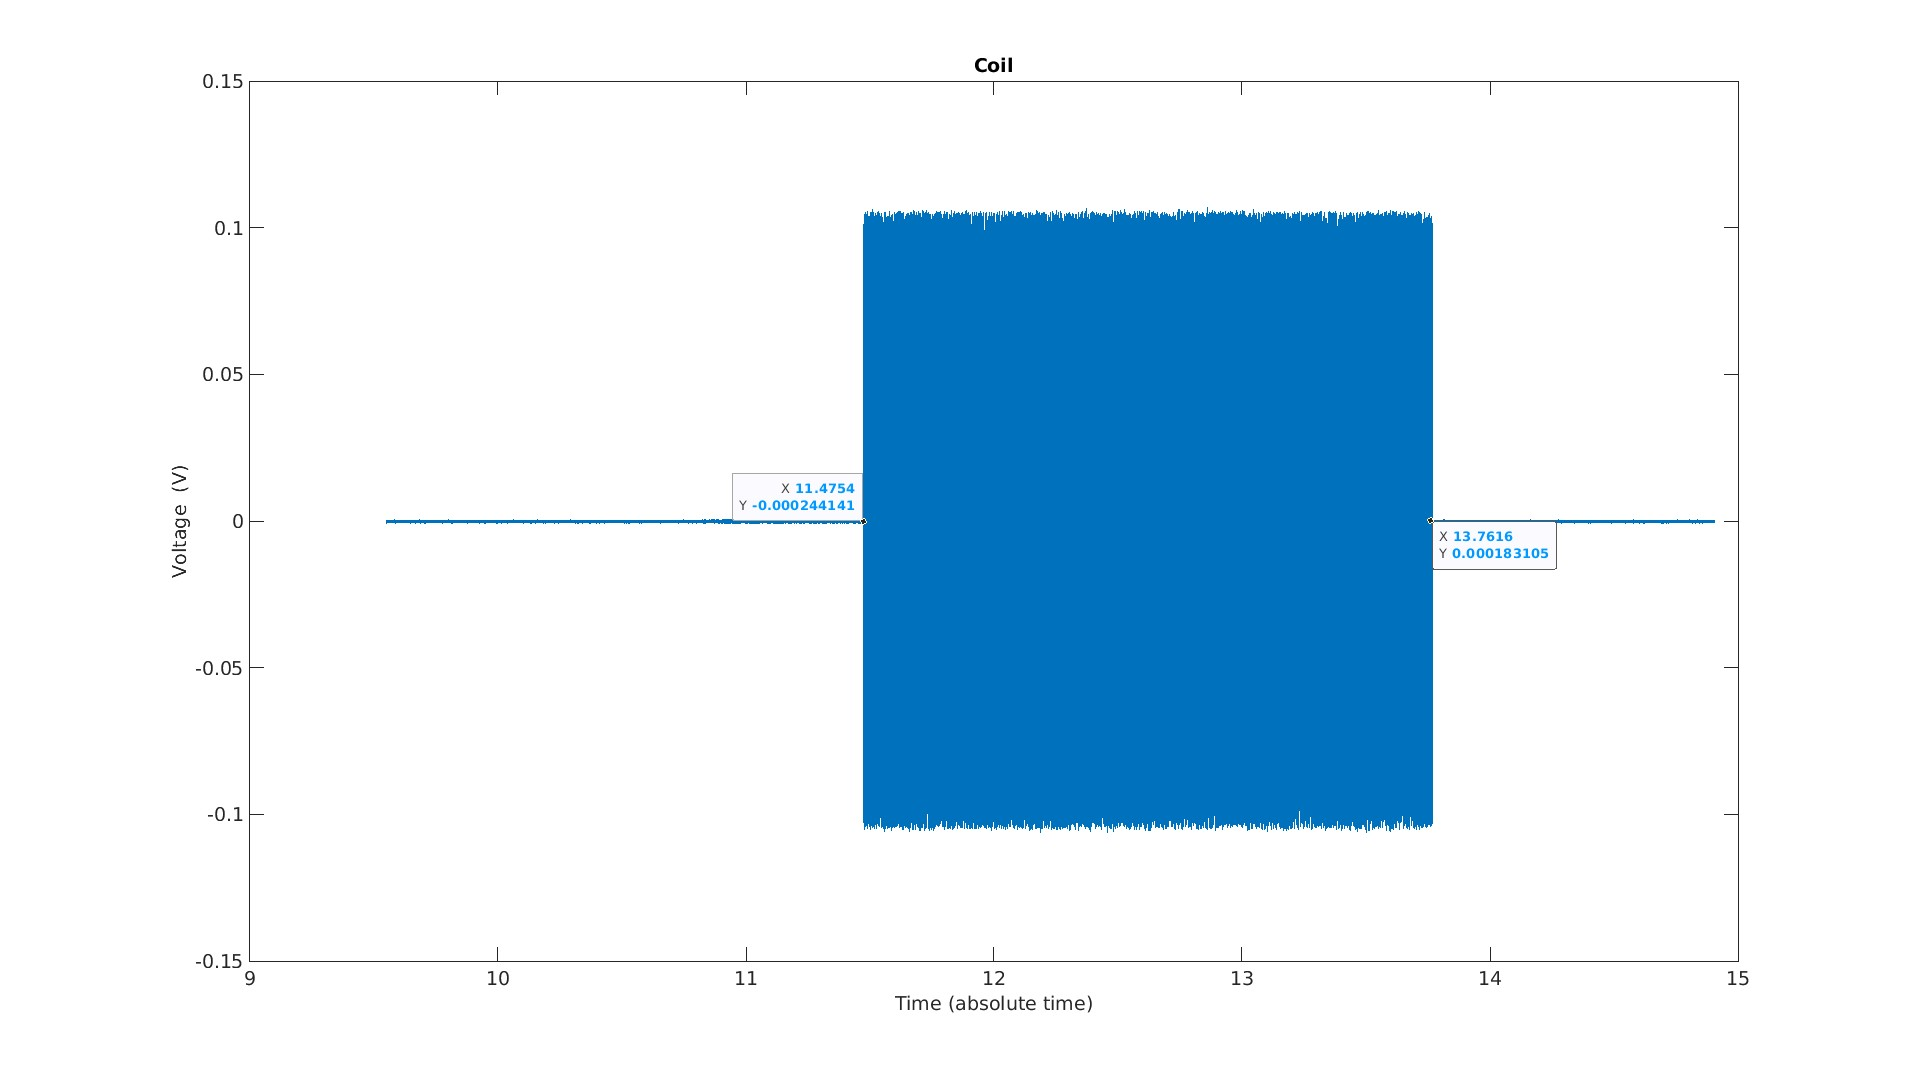 Coil
0.15
0.1
0.05
0
-0.05
-0.1
-0.15
Voltage (V)
X 11.4754
Y -0.000244141
X 13.7616
Y 0.000183105
9 10 11 12 13 14 15
Time (absolute time)